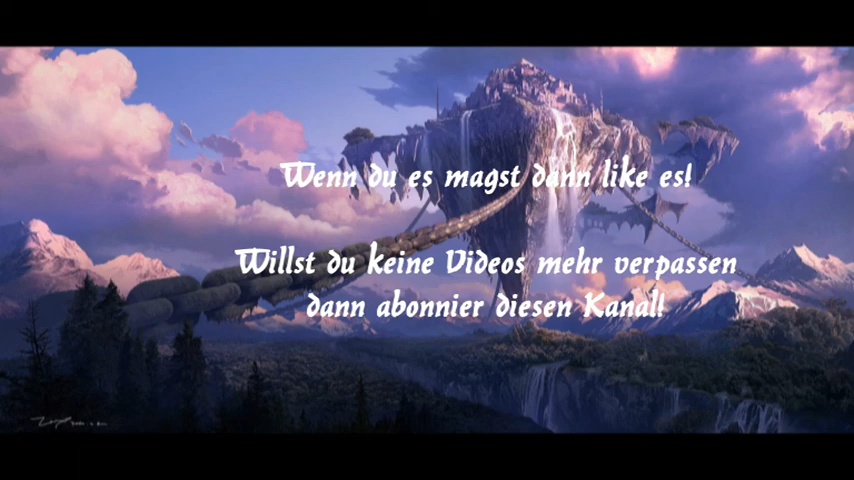 Wenn du es magst dann like es!
Willst du keine Videos mehr verpassen
dann abonnier diesen Kanal!